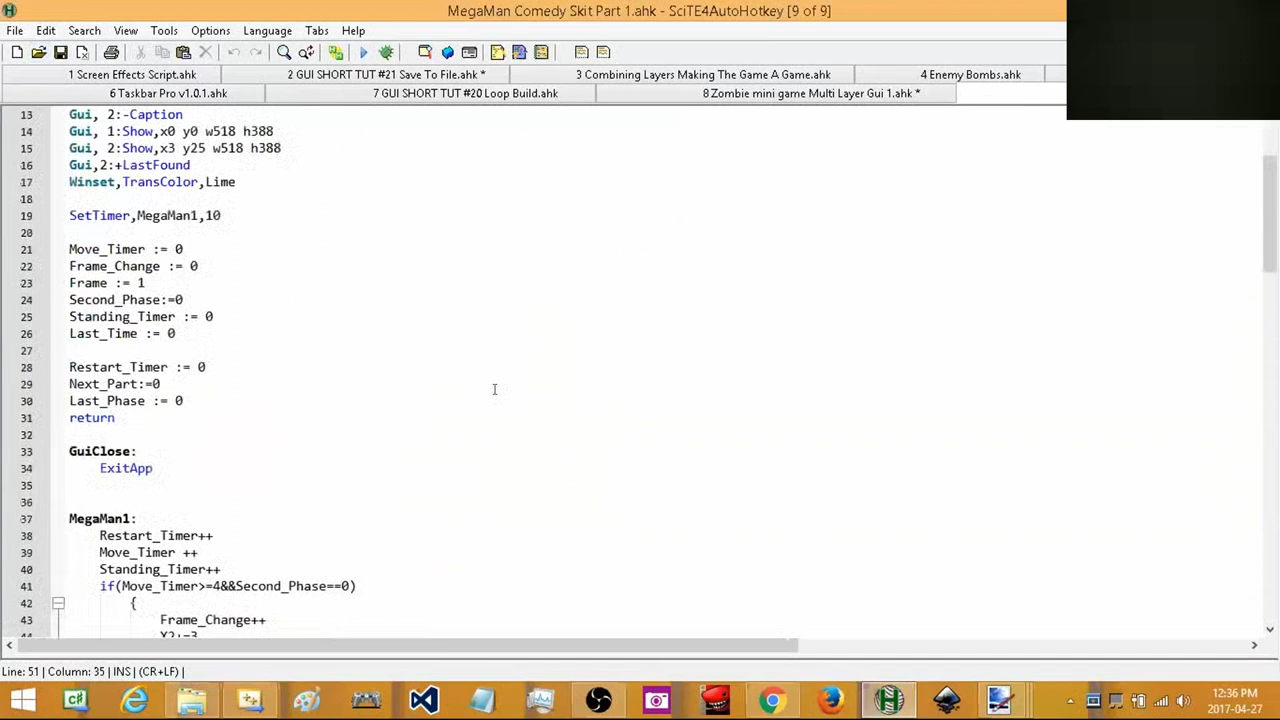 MegaMan Comedy Skit Part 1.ahk - SciTE4AutoHotkey [9 of 9]
File Edit Search View Tools Options Language Tabs Help
1 Screen Effects Script.ahk 2 GUI SHORT TUT #21 Save To File.ahk * 3 Combining Layers Making The Game A Game.ahk 4 Enemy Bombs.ahk
6 Taskbar Pro v1.0.1.ahk 7 GUI SHORT TUT #20 Loop Build.ahk 8 Zombie mini game Multi Layer Gui 1.ahk *
13 Gui, 2:-Caption
14 Gui, 1:Show,x0 y0 w518 h388
15 Gui, 2:Show,x3 y25 w518 h388
16 Gui,2:+LastFound
17 Winset,TransColor,Lime
18
19 SetTimer,MegaMan1,10
20
21 Move_Timer := 0
22 Frame_Change := 0
23 Frame := 1
24 Second_Phase:=0
25 Standing_Timer := 0
26 Last_Time := 0
27
28 Restart_Timer := 0
29 Next_Part:=0
30 Last_Phase := 0
31 return
32
33 GuiClose:
34 ExitApp
35
36
37 MegaMan1:
38 Restart_Timer++
39 Move_Timer ++
40 Standing_Timer++
41 if(Move_Timer>=4&&Second_Phase==0)
42 {
43 Frame_Change++
44 X2+=3
Line: 51 | Column: 35 | INS | (CR+LF) |
12:36 PM
2017-04-27